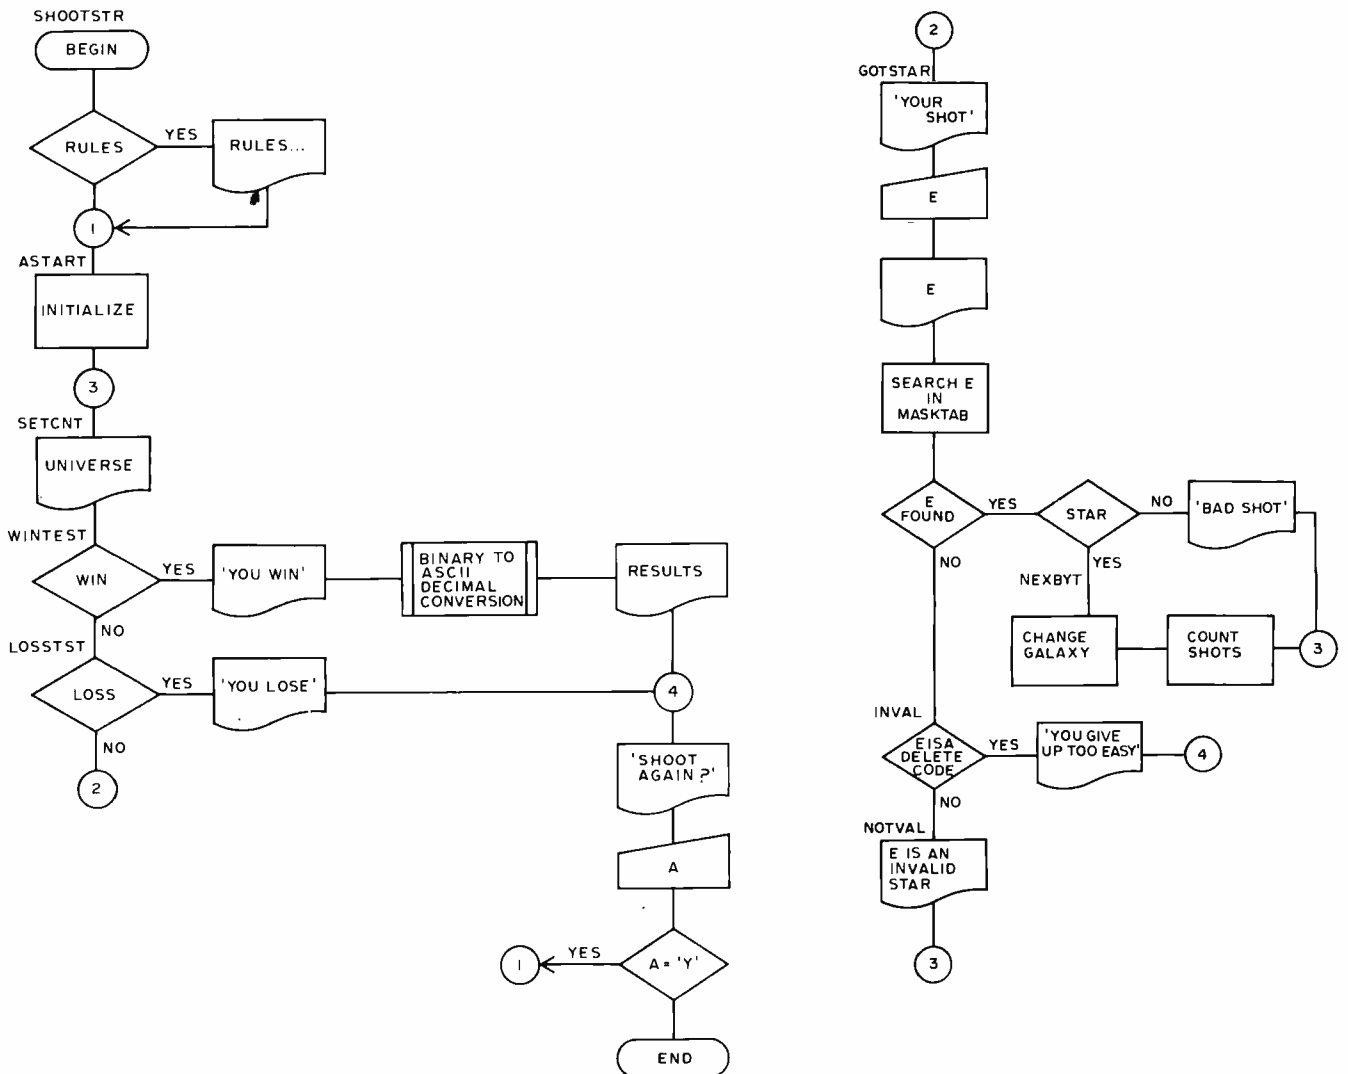 SHOOTSTR
BEGIN
RULES
YES
RULES...
1
ASTART
INITIALIZE
3
SETCNT
UNIVERSE
WINTEST
WIN
YES
'YOU WIN'
BINARY TO
ASCII
DECIMAL
CONVERSION
RESULTS
NO
LOSSTST
LOSS
YES
'YOU LOSE'
4
NO
2
'SHOOT
AGAIN?'
A
A = 'Y'
YES
1
END
2
GOTSTAR
'YOUR
SHOT'
E
E
SEARCH E
IN
MASKTAB
E
FOUND
YES
STAR
NO
'BAD SHOT'
YES
NEXBYT
CHANGE
GALAXY
COUNT
SHOTS
3
NO
INVAL
E IS A
DELETE
CODE
YES
'YOU GIVE
UP TOO EASY'
4
NO
NOTVAL
E IS AN
INVALID
STAR
3